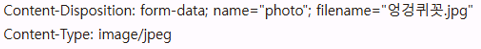 Content-Disposition: form-data; name="photo"; filename="엉겅퀴꽃.jpg"
Content-Type: image/jpeg